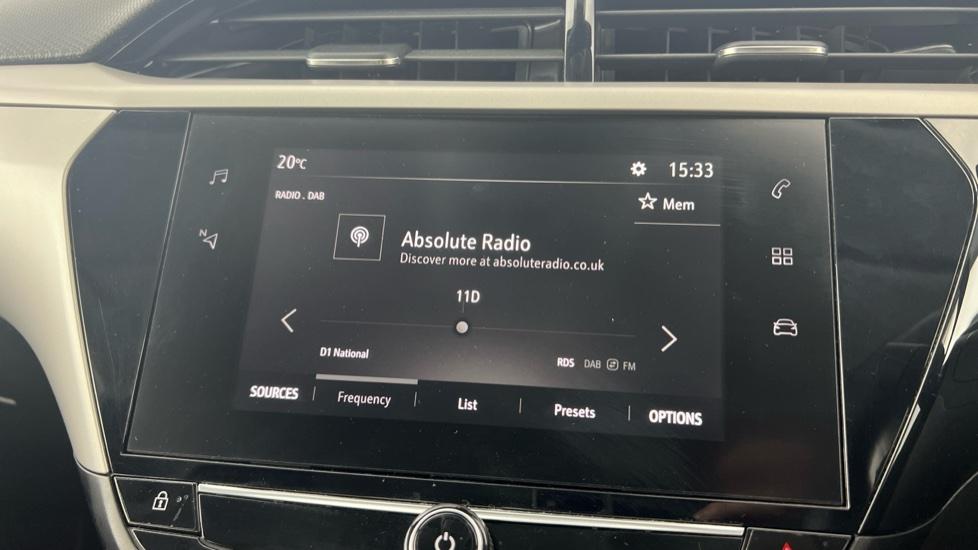 20°C 15:33
RADIO . DAB
Mem
Absolute Radio
Discover more at absoluteradio.co.uk
11D
N
D1 National
RDS DAB FM
SOURCES Frequency List Presets OPTIONS